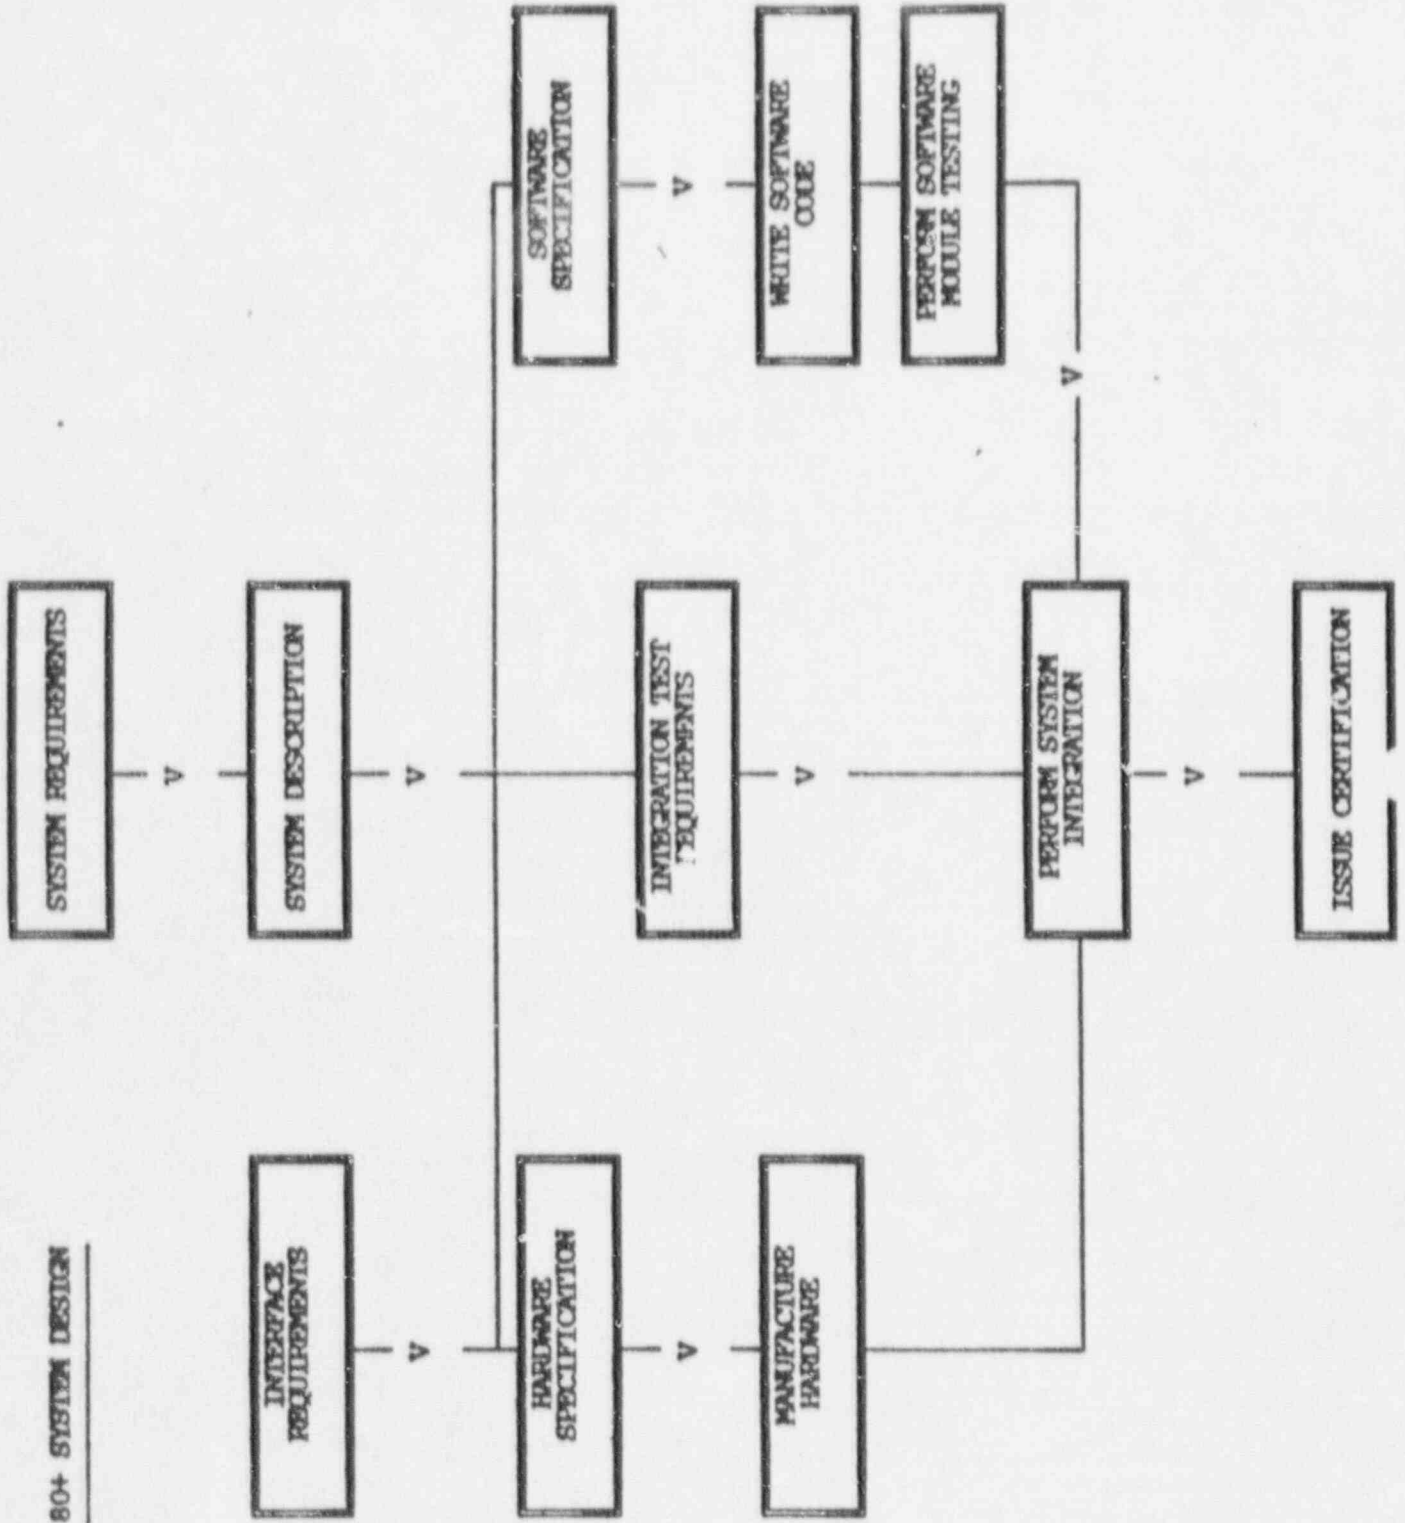 80+ SYSTEM DESIGN
SYSTEM REQUIREMENTS
V
INTERFACE
REQUIREMENTS
SYSTEM DESCRIPTION
V
V
HARDWARE
SPECIFICATION
SOFTWARE
SPECIFICATION
V
V
INTEGRATION TEST
REQUIREMENTS
V
MANUFACTURE
HARDWARE
WRITE SOFTWARE
CODE
PERFORM SOFTWARE
MODULE TESTING
V
PERFORM SYSTEM
INTEGRATION
V
ISSUE CERTIFICATION